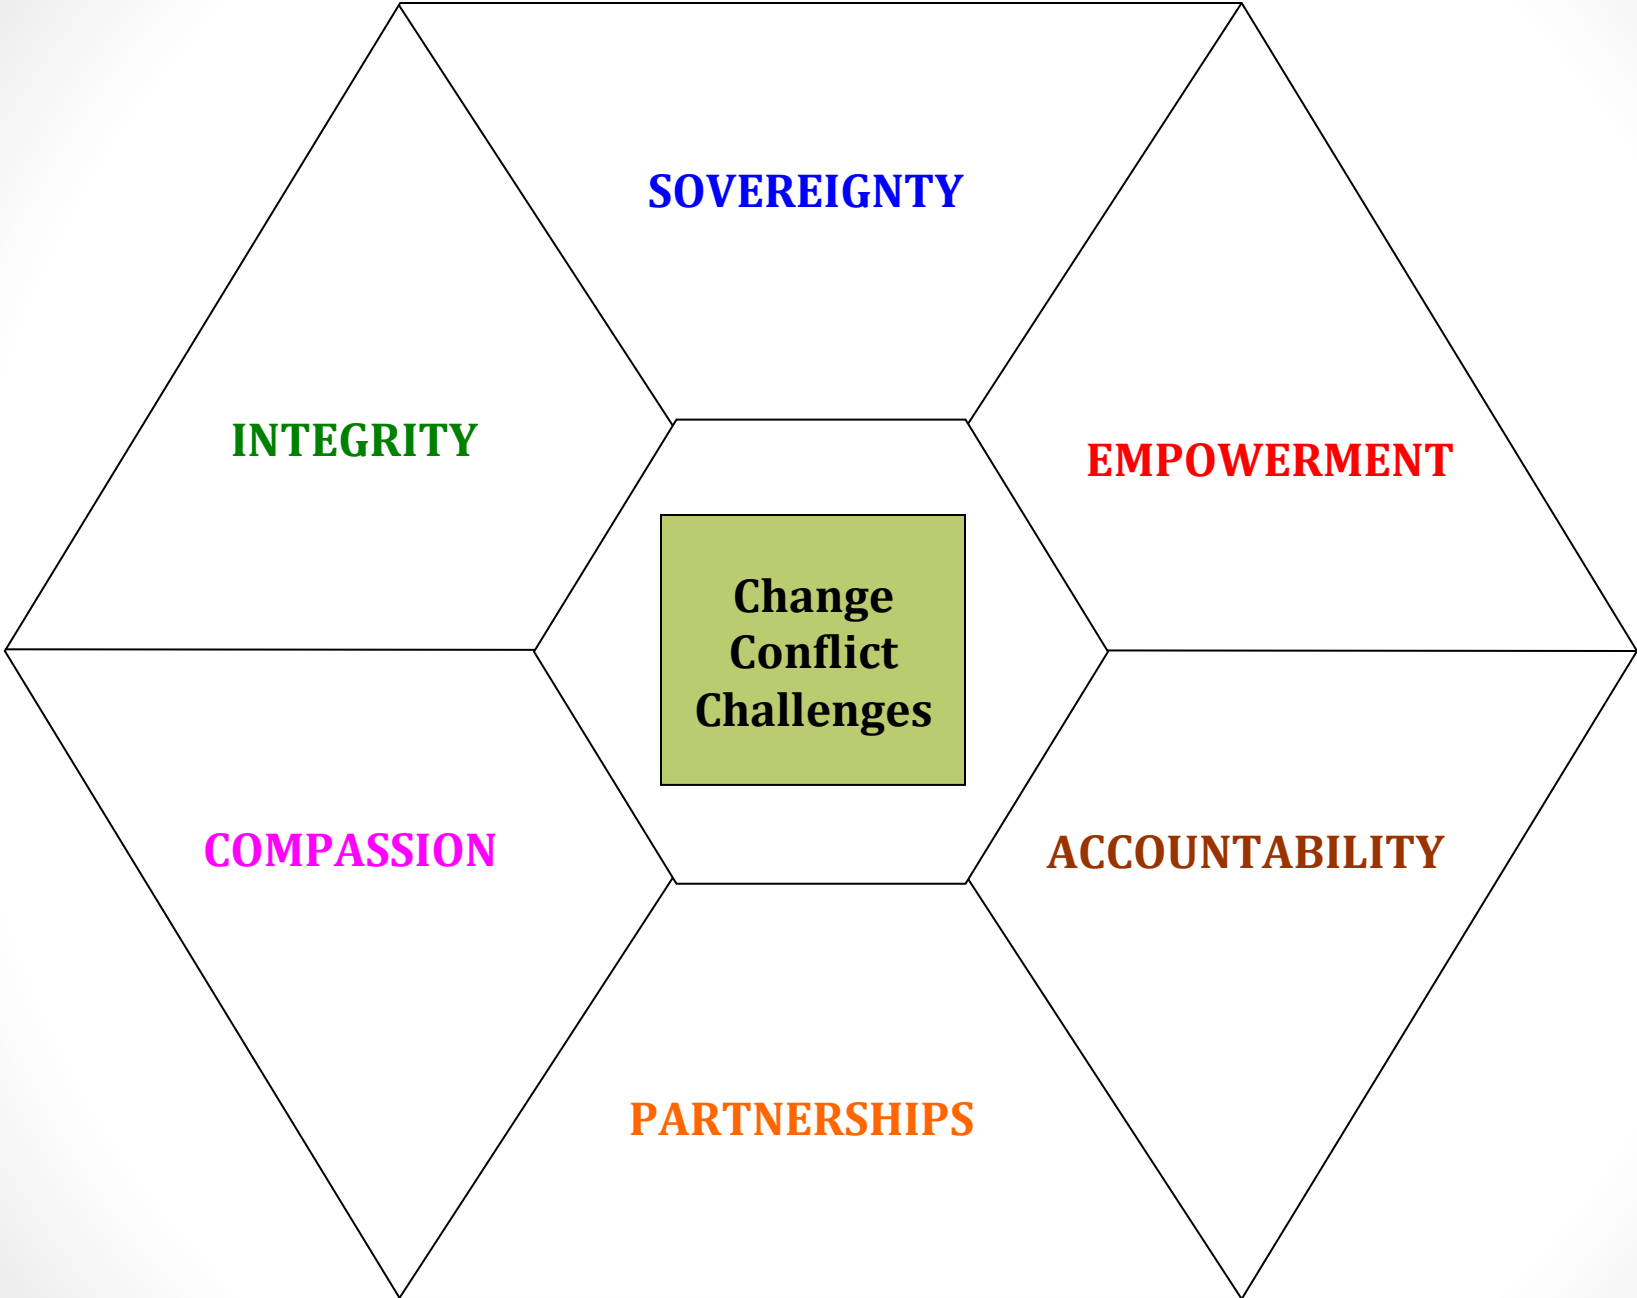 SOVEREIGNTY
INTEGRITY
EMPOWERMENT
Change
Conflict
Challenges
COMPASSION
ACCOUNTABILITY
PARTNERSHIPS